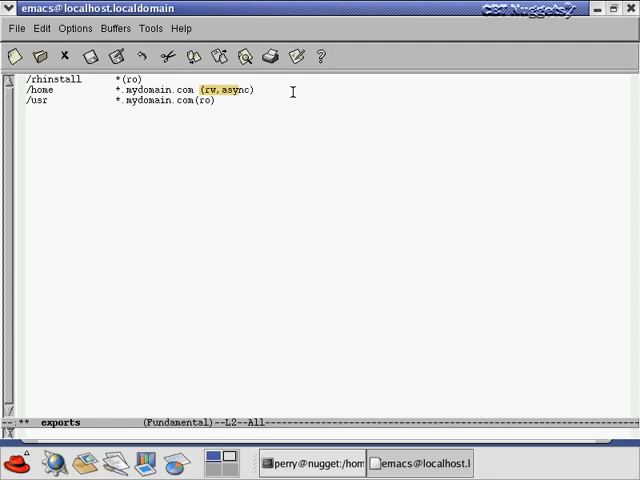 emacs@localhost.localdomain
CBT Nuggets
File Edit Options Buffers Tools Help
/rhinstall *(ro)
/home *.mydomain.com (rw,async)
/usr *.mydomain.com(ro)
--:** exports (Fundamental)--L2--All
perry@nugget:/hom
emacs@localhost.l